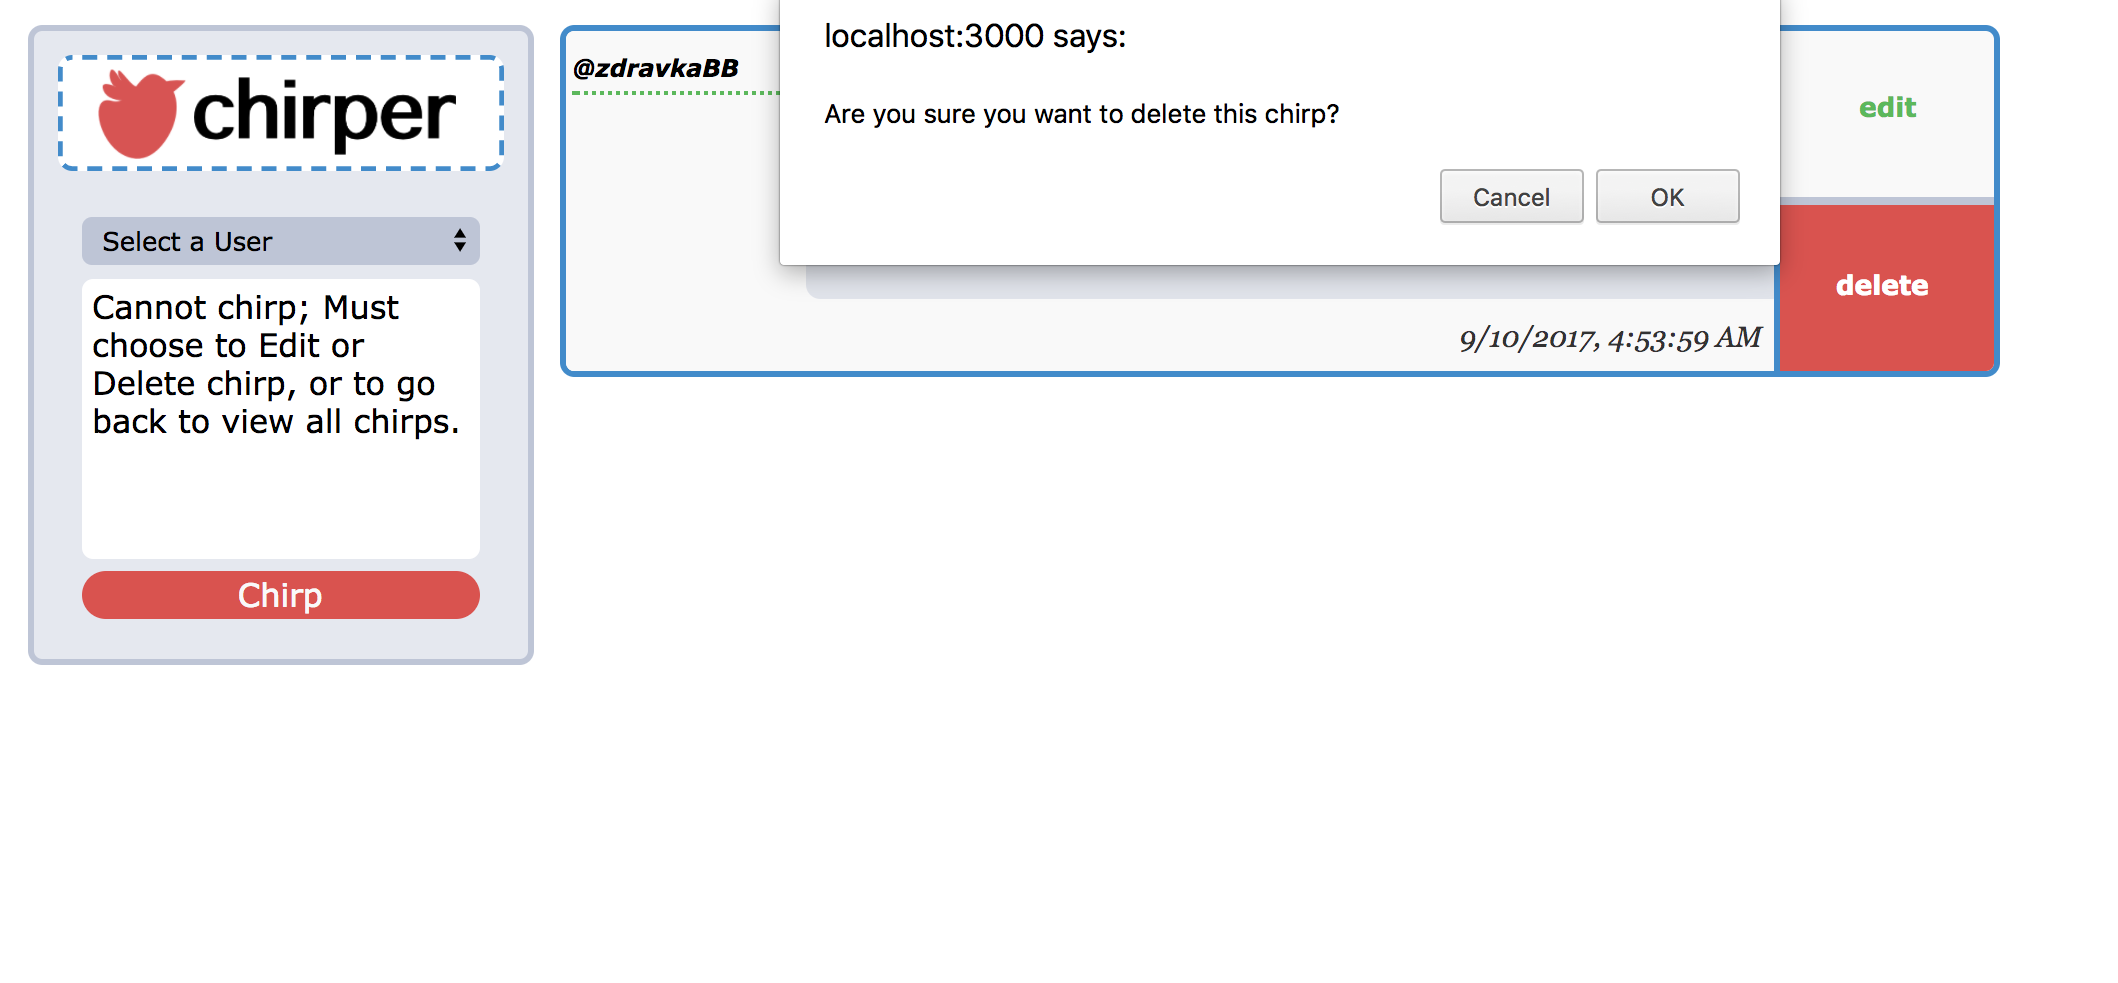 chirper
Select a User
Cannot chirp; Must
choose to Edit or
Delete chirp, or to go
back to view all chirps.
Chirp
@zdravkaBB
localhost:3000 says:
Are you sure you want to delete this chirp?
Cancel
OK
edit
delete
9/10/2017, 4:53:59 AM